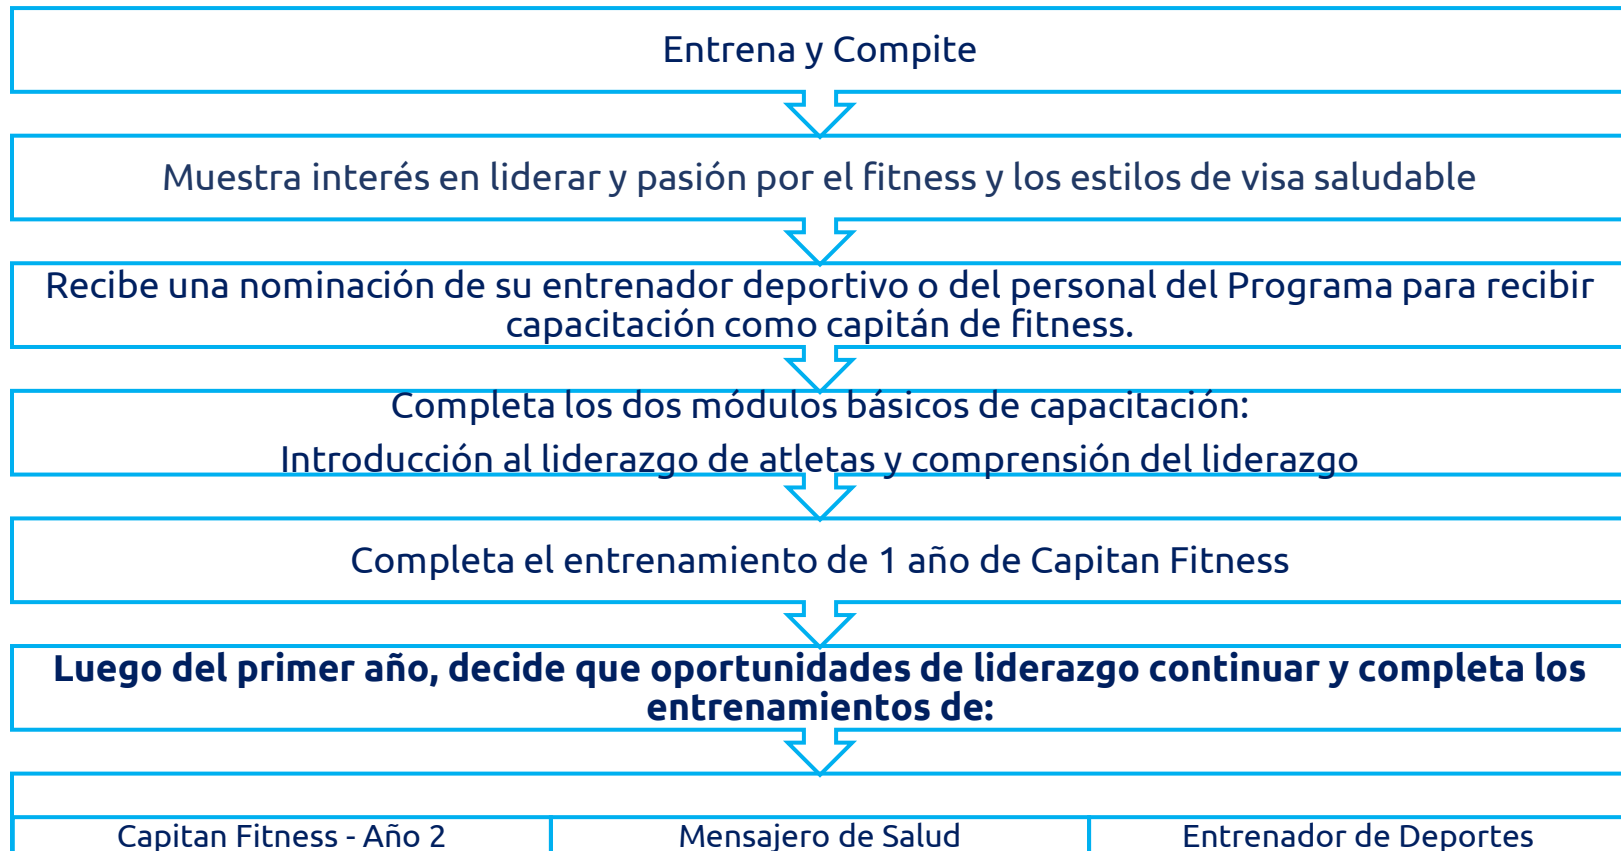 Entrena y Compite
Muestra interés en liderar y pasión por el fitness y los estilos de visa saludable
Recibe una nominación de su entrenador deportivo o del personal del Programa para recibir
capacitación como capitán de fitness.
Completa los dos módulos básicos de capacitación:
Introducción al liderazgo de atletas y comprensión del liderazgo
Completa el entrenamiento de 1 año de Capitan Fitness
Luego del primer año, decide que oportunidades de liderazgo continuar y completa los
entrenamientos de:
Capitan Fitness - Año 2
Mensajero de Salud
Entrenador de Deportes